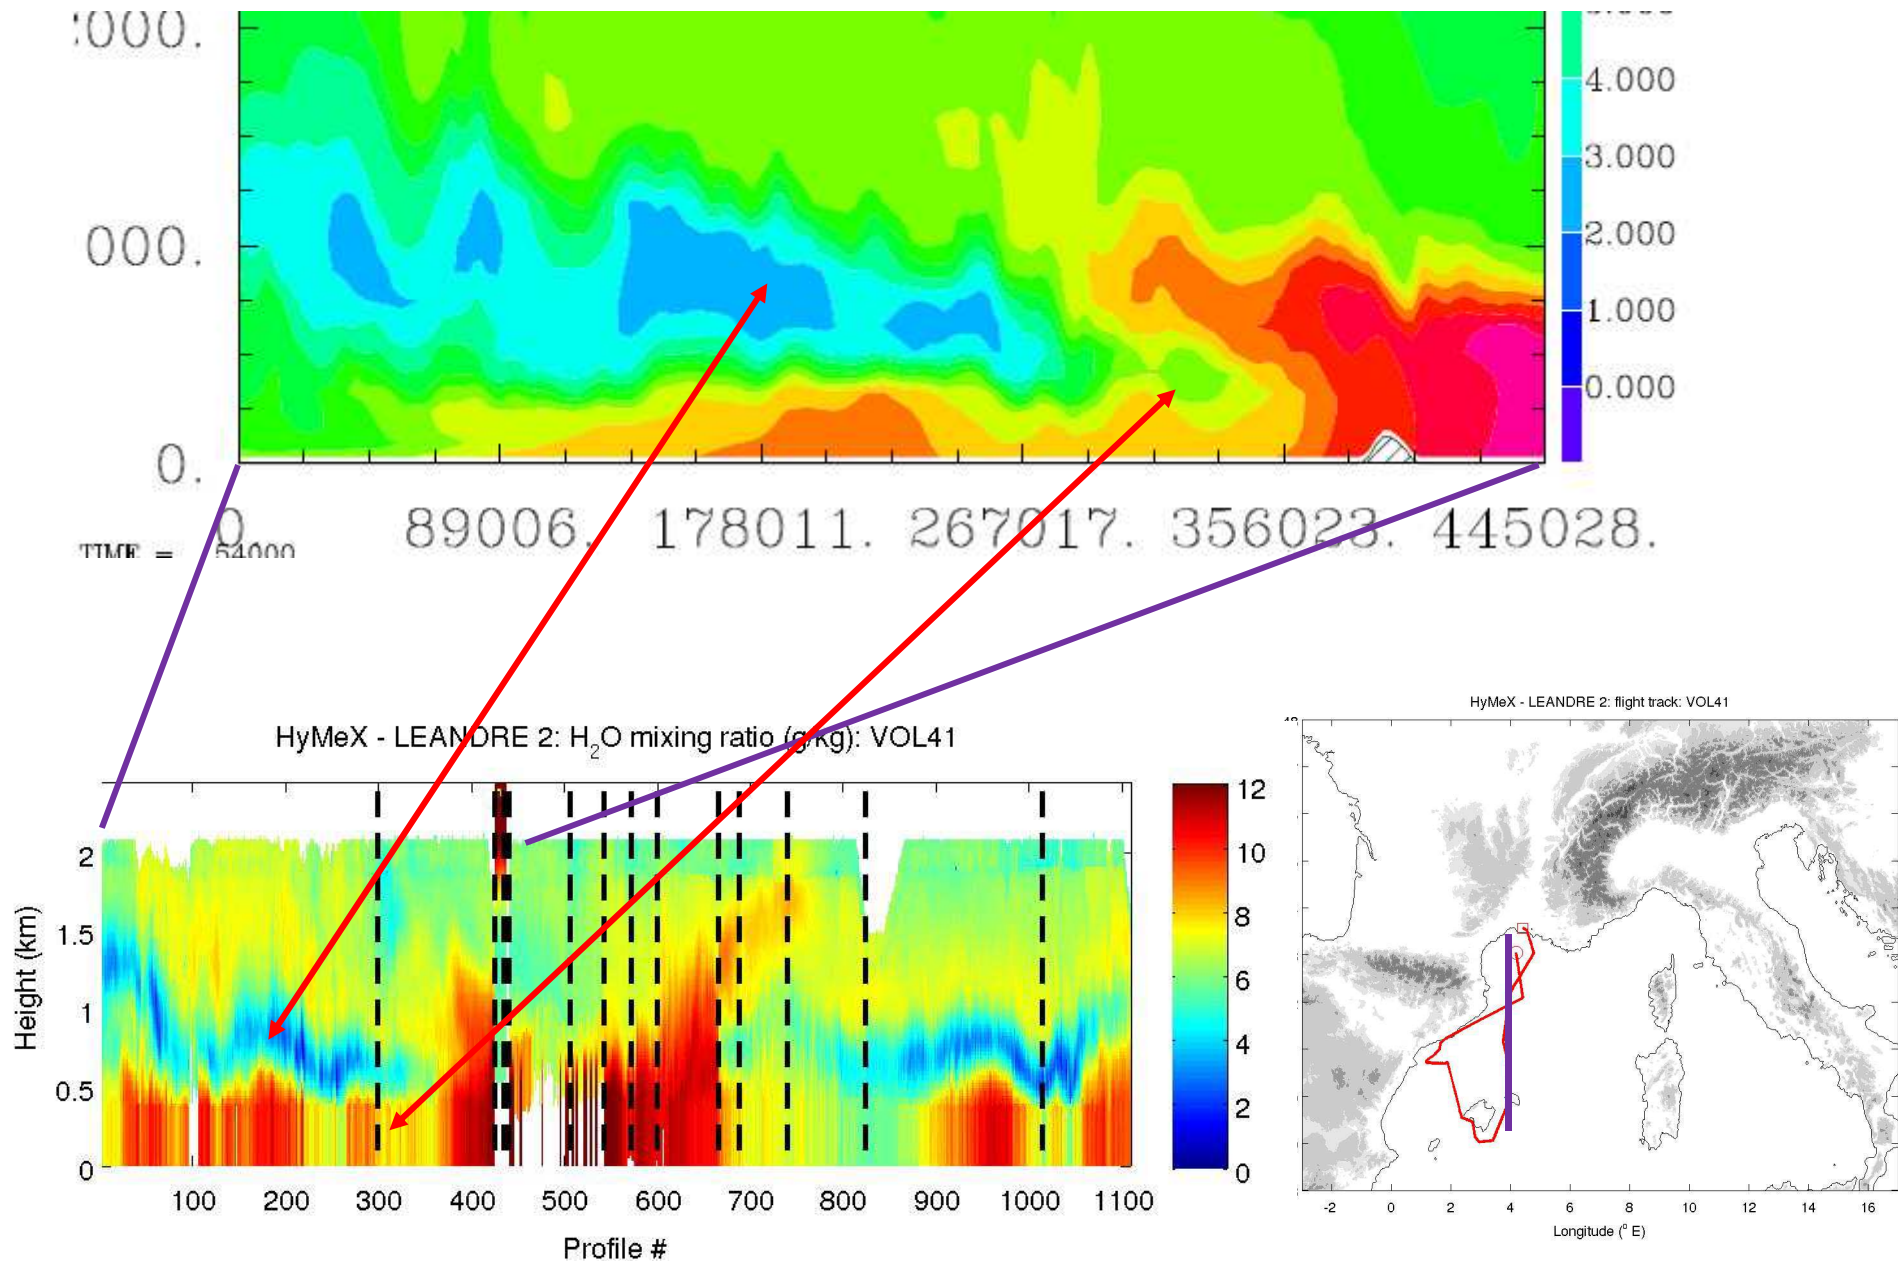 000.
4.000
3.000
000.
2.000
1.000
0.000
0.
0. 89006. 178011. 267017. 356023. 445028.
TIME = 54000
HyMeX - LEANDRE 2: H2O mixing ratio (g/kg): VOL41
HyMeX - LEANDRE 2: flight track: VOL41
12
10
8
6
4
2
0
Height (km)
2
1.5
1
0.5
0
100 200 300 400 500 600 700 800 900 1000 1100
Profile #
-2 0 2 4 6 8 10 12 14 16
Longitude (° E)